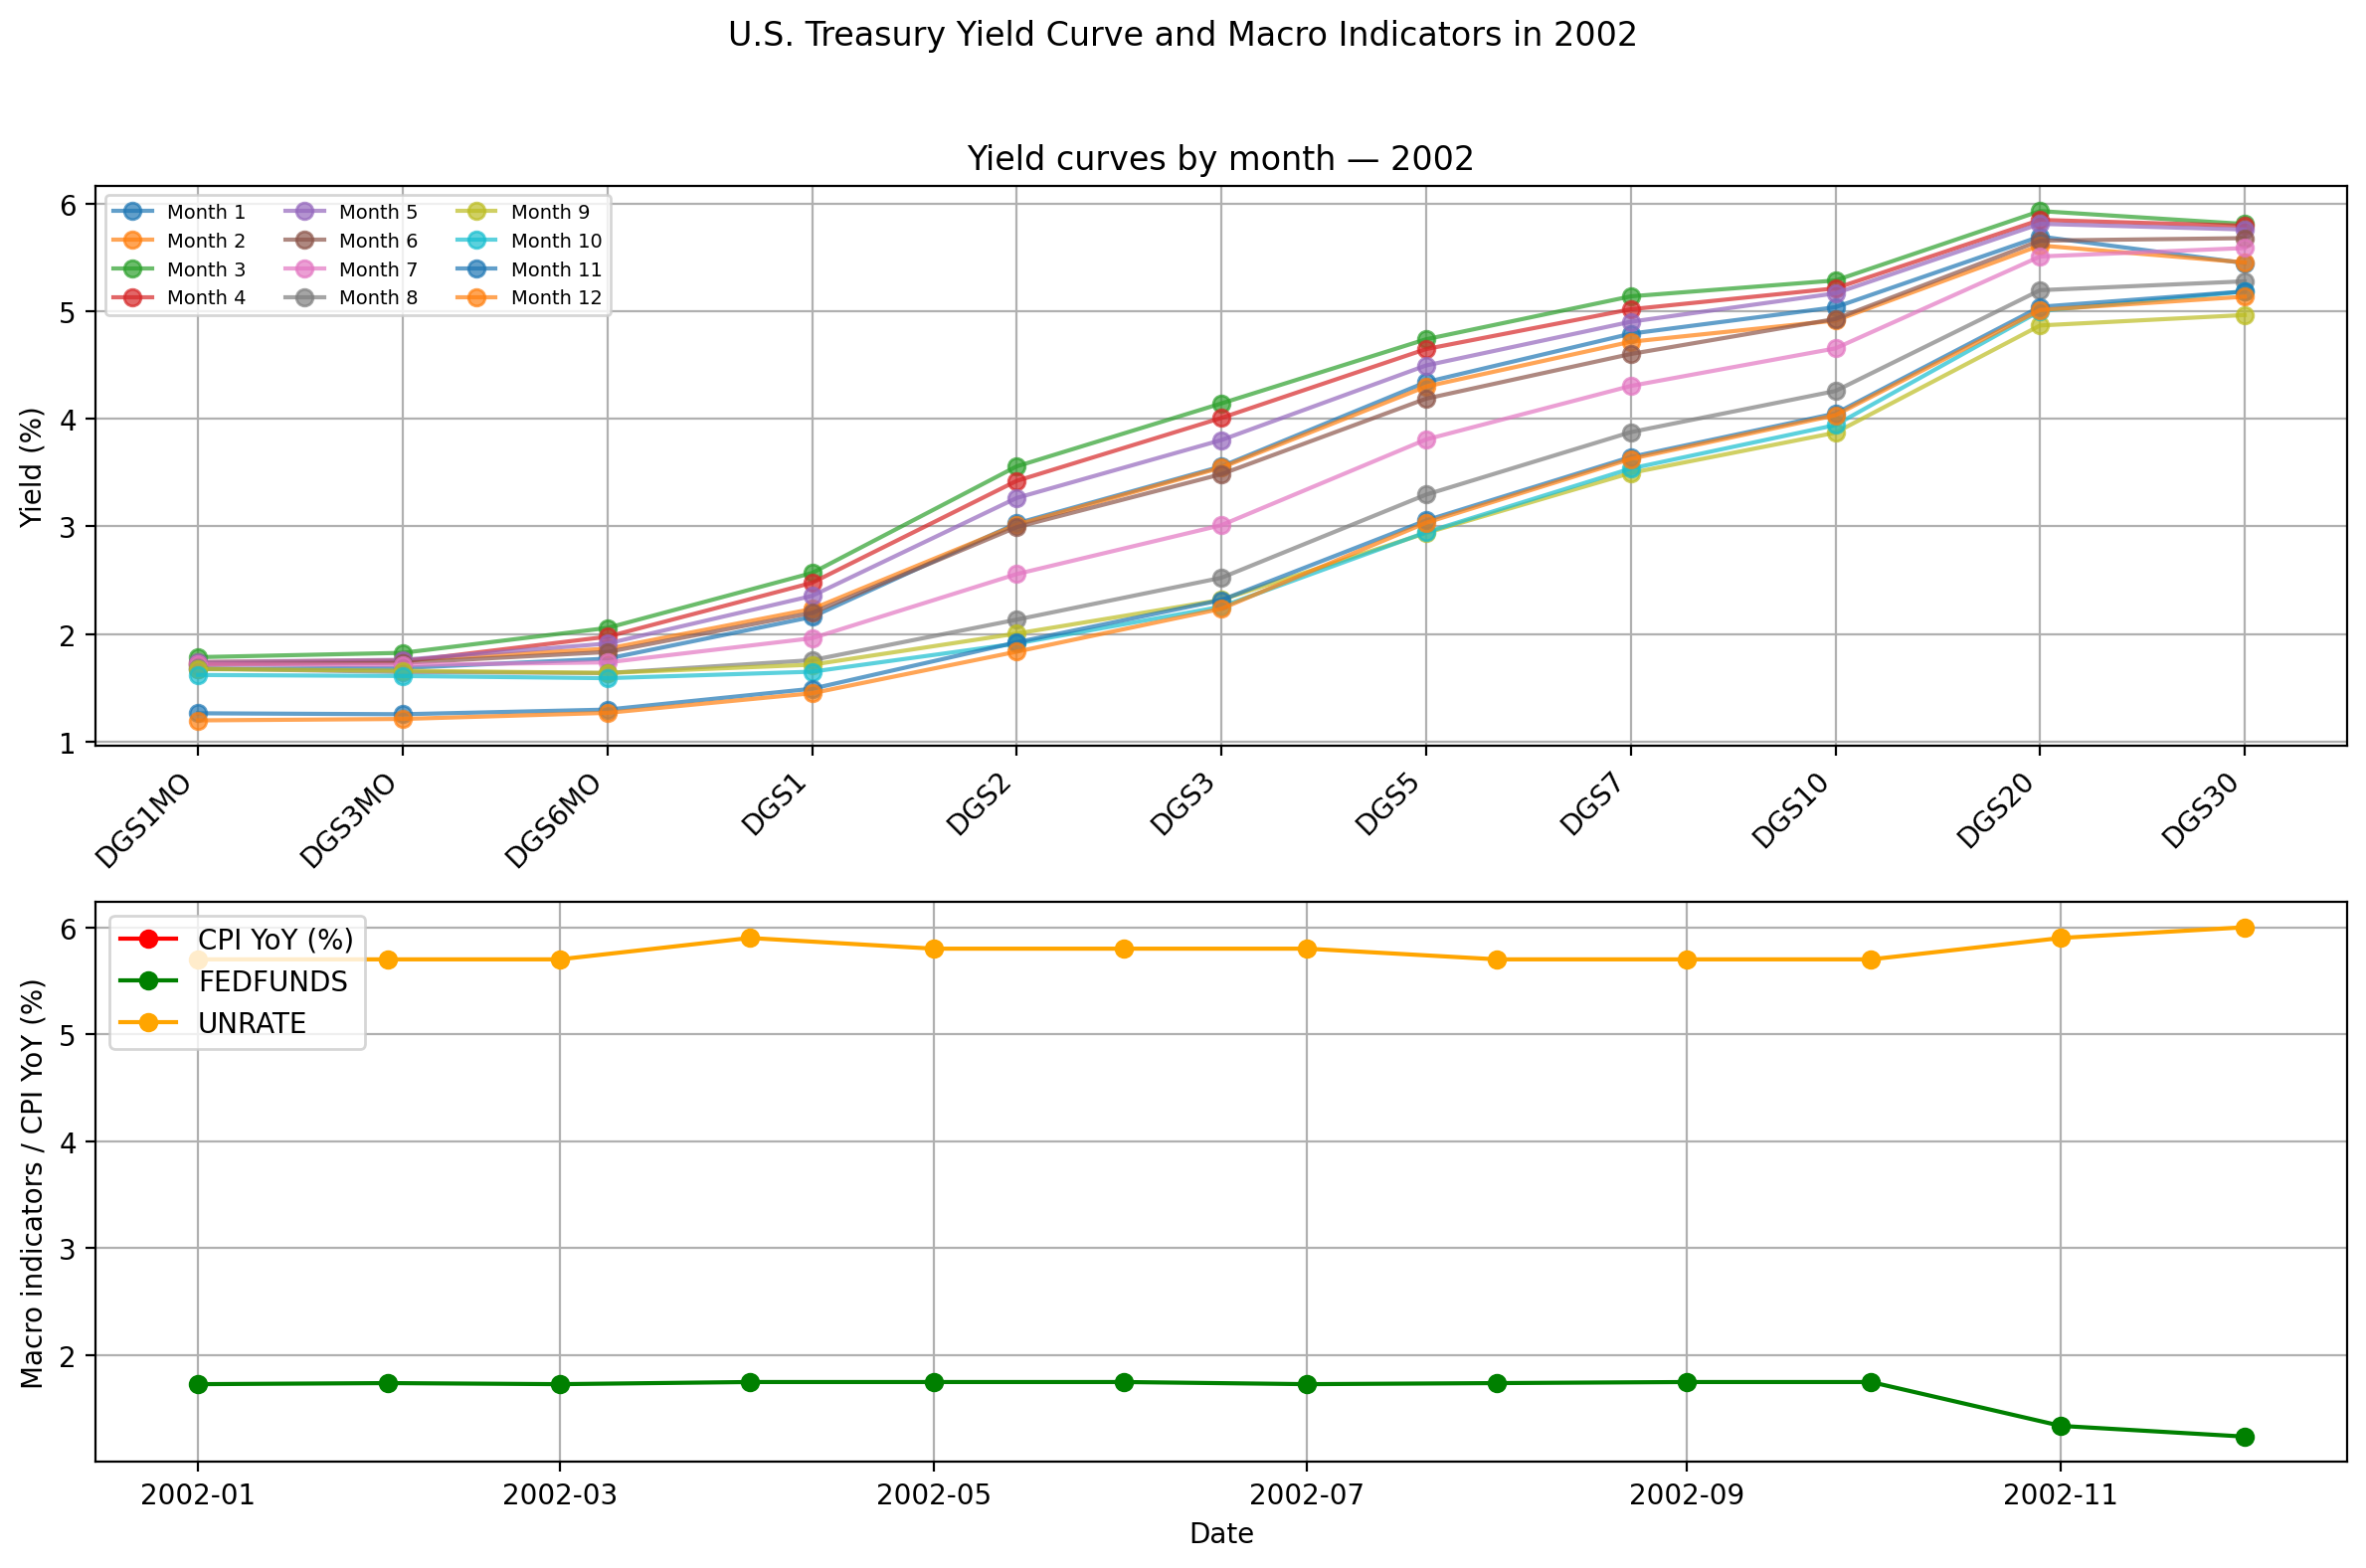 U.S. Treasury Yield Curve and Macro Indicators in 2002
Yield curves by month — 2002
Yield (%)
6
5
4
3
2
1
Month 1
Month 2
Month 3
Month 4
Month 5
Month 6
Month 7
Month 8
Month 9
Month 10
Month 11
Month 12
DGS1MO
DGS3MO
DGS6MO
DGS1
DGS2
DGS3
DGS5
DGS7
DGS10
DGS20
DGS30
Macro indicators / CPI YoY (%)
6
5
4
3
2
CPI YoY (%)
FEDFUNDS
UNRATE
2002-01
2002-03
2002-05
2002-07
2002-09
2002-11
Date